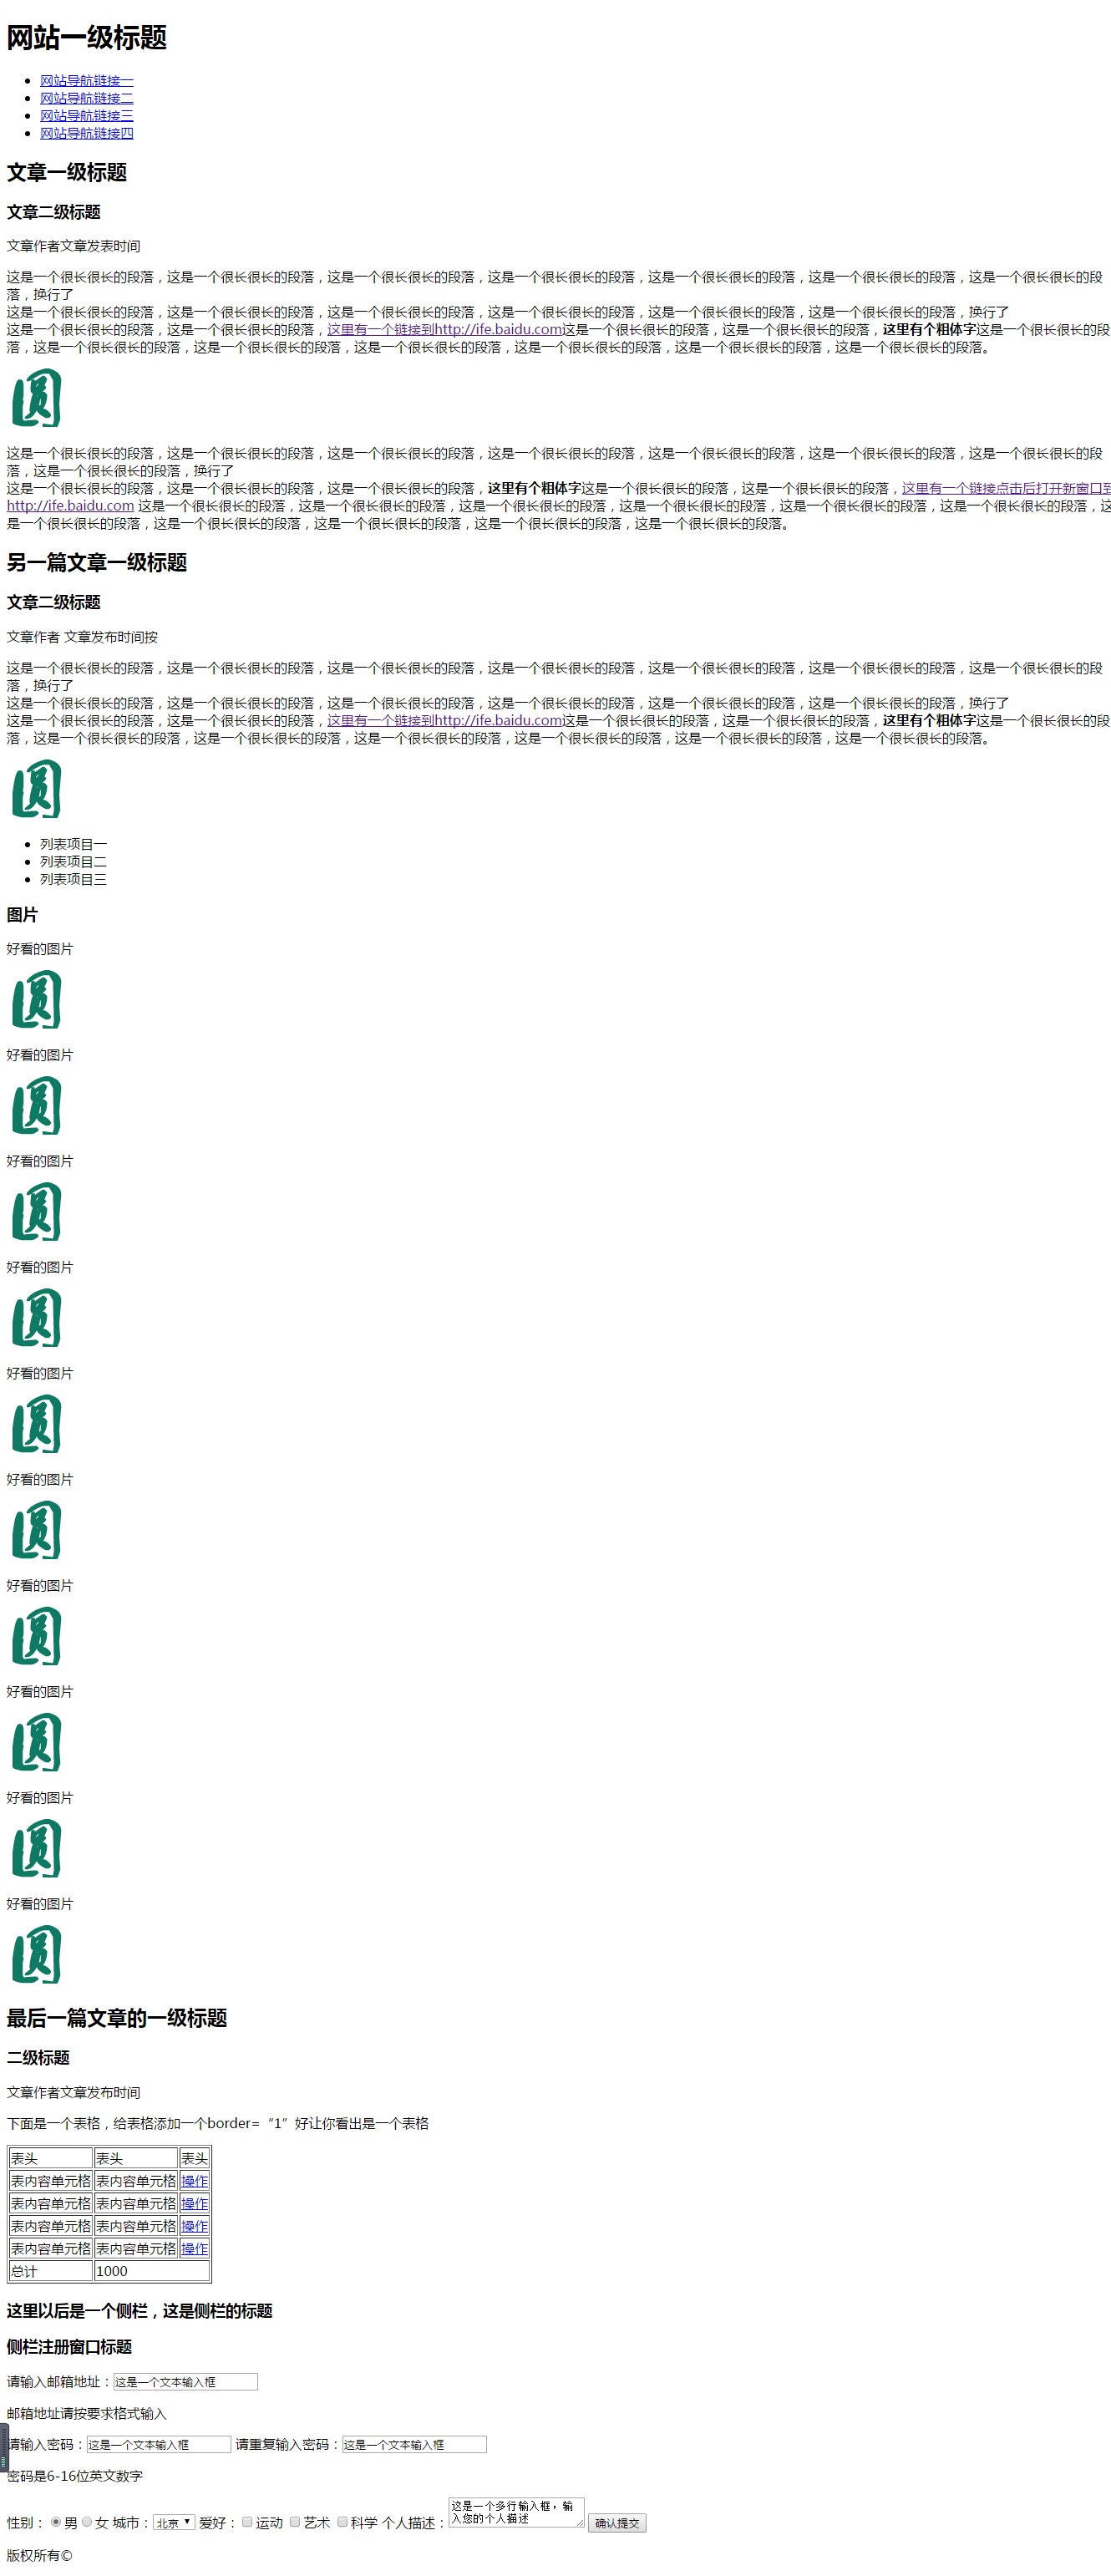 网站一级标题
网站导航链接一
网站导航链接二
网站导航链接三
网站导航链接四
文章一级标题
文章二级标题
文章作者文章发表时间
这是一个很长很长的段落，这是一个很长很长的段落，这是一个很长很长的段落，这是一个很长很长的段落，这是一个很长很长的段落，这是一个很长很长的段落，这是一个很长很长的段
落，换行了
这是一个很长很长的段落，这是一个很长很长的段落，这是一个很长很长的段落，这是一个很长很长的段落，这是一个很长很长的段落，这是一个很长很长的段落，换行了
这是一个很长很长的段落，这是一个很长很长的段落，这里有一个链接到http://ife.baidu.com这是一个很长很长的段落，这是一个很长很长的段落，这里有个粗体字这是一个很长很长的段
落，这是一个很长很长的段落，这是一个很长很长的段落，这是一个很长很长的段落，这是一个很长很长的段落，这是一个很长很长的段落，这是一个很长很长的段落。
圆
这是一个很长很长的段落，这是一个很长很长的段落，这是一个很长很长的段落，这是一个很长很长的段落，这是一个很长很长的段落，这是一个很长很长的段落，这是一个很长很长的段
落，这是一个很长很长的段落，换行了
这是一个很长很长的段落，这是一个很长很长的段落，这是一个很长很长的段落，这里有个粗体字这是一个很长很长的段落，这是一个很长很长的段落，这里有一个链接点击后打开新窗口到
http://ife.baidu.com 这是一个很长很长的段落，这是一个很长很长的段落，这是一个很长很长的段落，这是一个很长很长的段落，这是一个很长很长的段落，这是一个很长很长的段落，这
是一个很长很长的段落，这是一个很长很长的段落，这是一个很长很长的段落，这是一个很长很长的段落，这是一个很长很长的段落。
另一篇文章一级标题
文章二级标题
文章作者 文章发布时间按
这是一个很长很长的段落，这是一个很长很长的段落，这是一个很长很长的段落，这是一个很长很长的段落，这是一个很长很长的段落，这是一个很长很长的段落，这是一个很长很长的段
落，换行了
这是一个很长很长的段落，这是一个很长很长的段落，这是一个很长很长的段落，这是一个很长很长的段落，这是一个很长很长的段落，这是一个很长很长的段落，换行了
这是一个很长很长的段落，这是一个很长很长的段落，这里有一个链接到http://ife.baidu.com这是一个很长很长的段落，这是一个很长很长的段落，这里有个粗体字这是一个很长很长的段
落，这是一个很长很长的段落，这是一个很长很长的段落，这是一个很长很长的段落，这是一个很长很长的段落，这是一个很长很长的段落，这是一个很长很长的段落。
圆
列表项目一
列表项目二
列表项目三
图片
好看的图片
圆
好看的图片
圆
好看的图片
圆
好看的图片
圆
好看的图片
圆
好看的图片
圆
好看的图片
圆
好看的图片
圆
好看的图片
圆
好看的图片
圆
最后一篇文章的一级标题
二级标题
文章作者文章发布时间
下面是一个表格，给表格添加一个border=“1”好让你看出是一个表格
表头 表头 表头
表内容单元格 表内容单元格 操作
表内容单元格 表内容单元格 操作
表内容单元格 表内容单元格 操作
表内容单元格 表内容单元格 操作
总计 1000
这里以后是一个侧栏，这是侧栏的标题
侧栏注册窗口标题
请输入邮箱地址：这是一个文本输入框
邮箱地址请按要求格式输入
请输入密码：这是一个文本输入框 请重复输入密码：这是一个文本输入框
密码是6-16位英文数字
性别： 男 女 城市：北京 爱好： 运动 艺术 科学 个人描述：这是一个多行输入框，输
入您的个人描述 确认提交
版权所有©